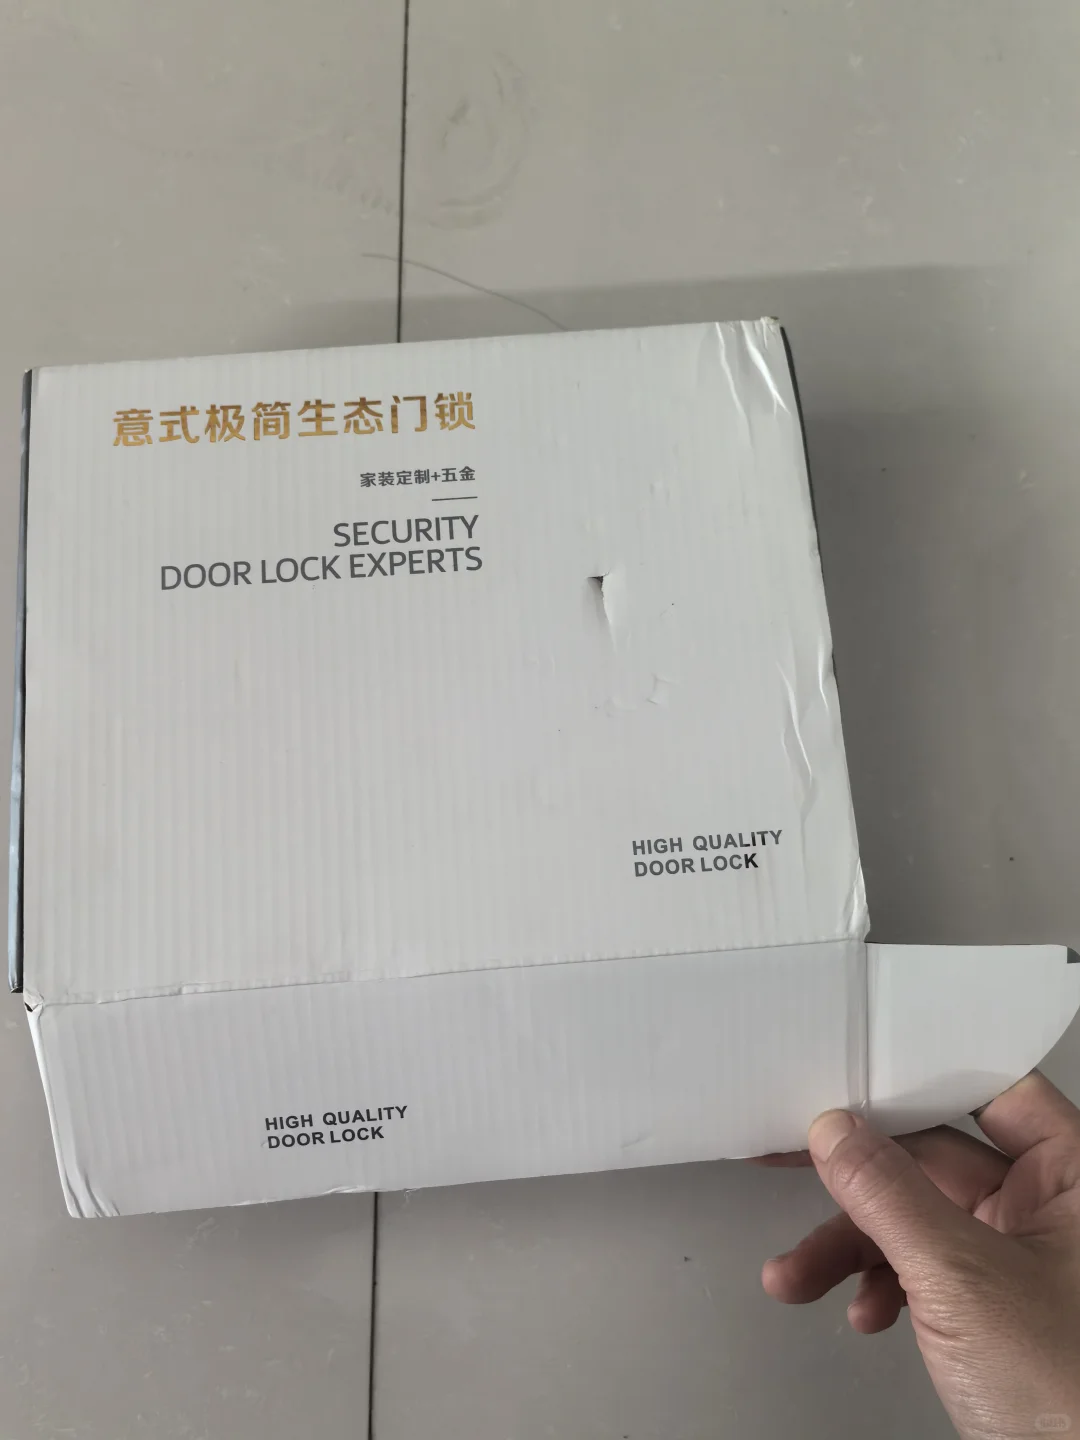 意式极简生态门锁
家装定制+五金
SECURITY
DOOR LOCK EXPERTS
HIGH QUALITY
DOOR LOCK
HIGH QUALITY
DOOR LOCK